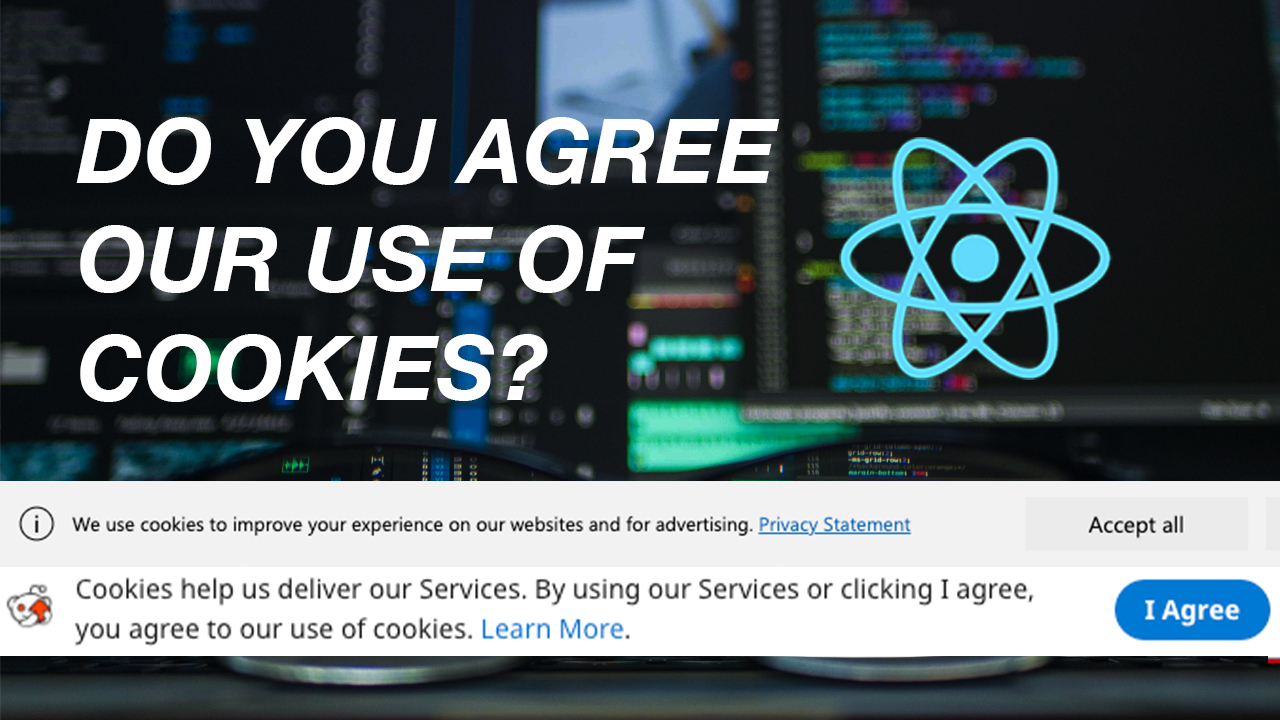 DO YOU AGREE
OUR USE OF
COOKIES?
We use cookies to improve your experience on our websites and for advertising. Privacy Statement
Accept all
Cookies help us deliver our Services. By using our Services or clicking I agree,
you agree to our use of cookies. Learn More.
I Agree